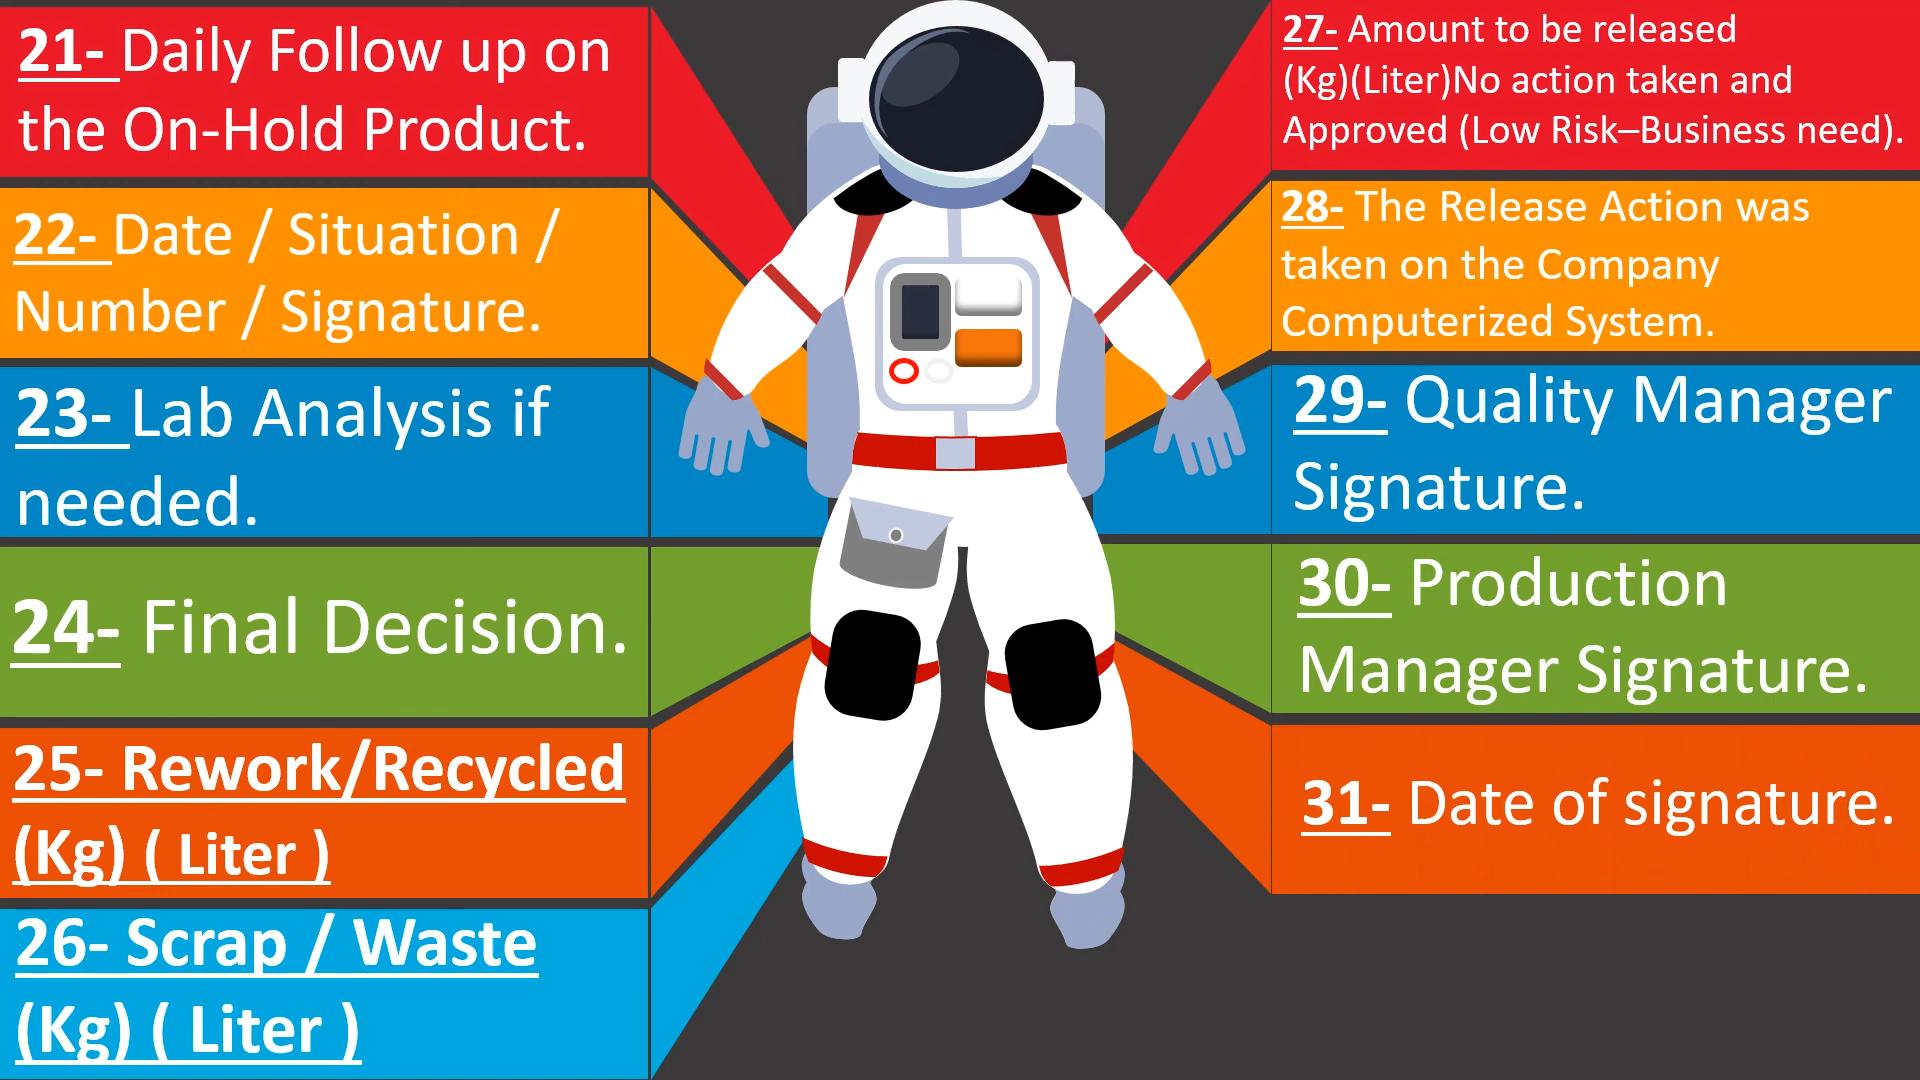 21- Daily Follow up on
the On-Hold Product.
22- Date / Situation /
Number / Signature.
23- Lab Analysis if
needed.
24- Final Decision.
25- Rework/Recycled
(Kg) ( Liter )
26- Scrap / Waste
(Kg) ( Liter )
27- Amount to be released
(Kg)(Liter)No action taken and
Approved (Low Risk–Business need).
28- The Release Action was
taken on the Company
Computerized System.
29- Quality Manager
Signature.
30- Production
Manager Signature.
31- Date of signature.